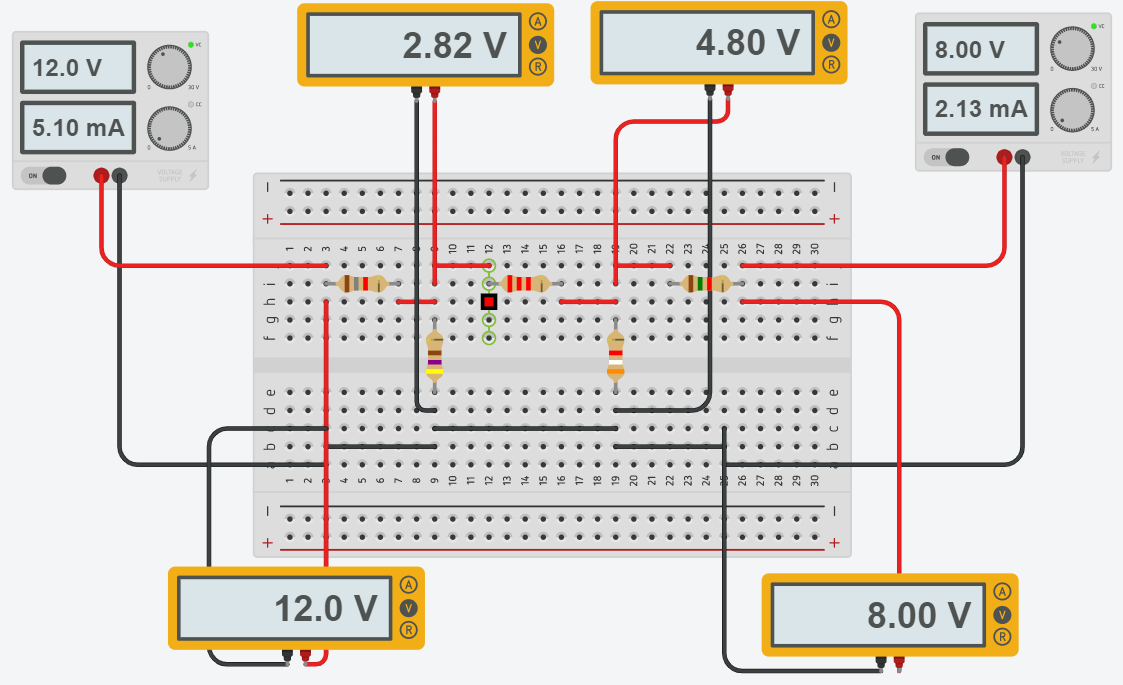 12.0 V
VC
0 30 V
5.10 mA
CC
0 5 A
ON
VOLTAGE
SUPPLY
2.82 V
A
V
R
4.80 V
A
V
R
8.00 V
VC
0 30 V
2.13 mA
CC
0 5 A
ON
VOLTAGE
SUPPLY
+ +
1 2 3 4 5 6 7 8 9 10 11 12 13 14 15 16 17 18 19 20 21 22 23 24 25 26 27 28 29 30
j j
i i
h h
g g
f f
e e
d d
c c
b b
a a
1 2 3 4 5 6 7 8 9 10 11 12 13 14 15 16 17 18 19 20 21 22 23 24 25 26 27 28 29 30
+ +
12.0 V
A
V
R
8.00 V
A
V
R